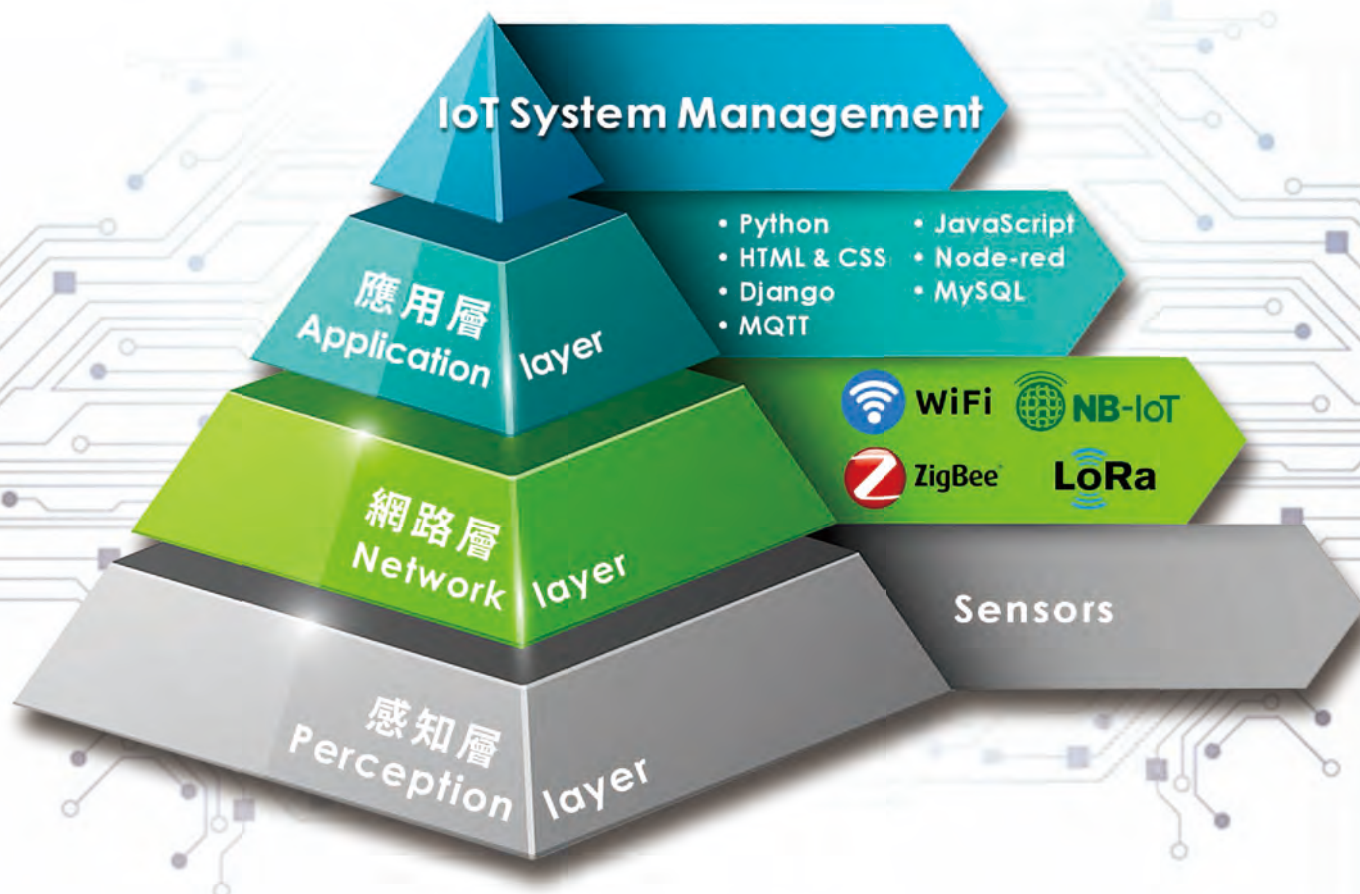 IoT System Management
• Python
• HTML & CSS
• Django
• MQTT
• JavaScript
• Node-red
• MySQL
應用層
Application layer
WiFi
NB-IoT
ZigBee
LoRa
網路層
Network layer
Sensors
感知層
Perception layer